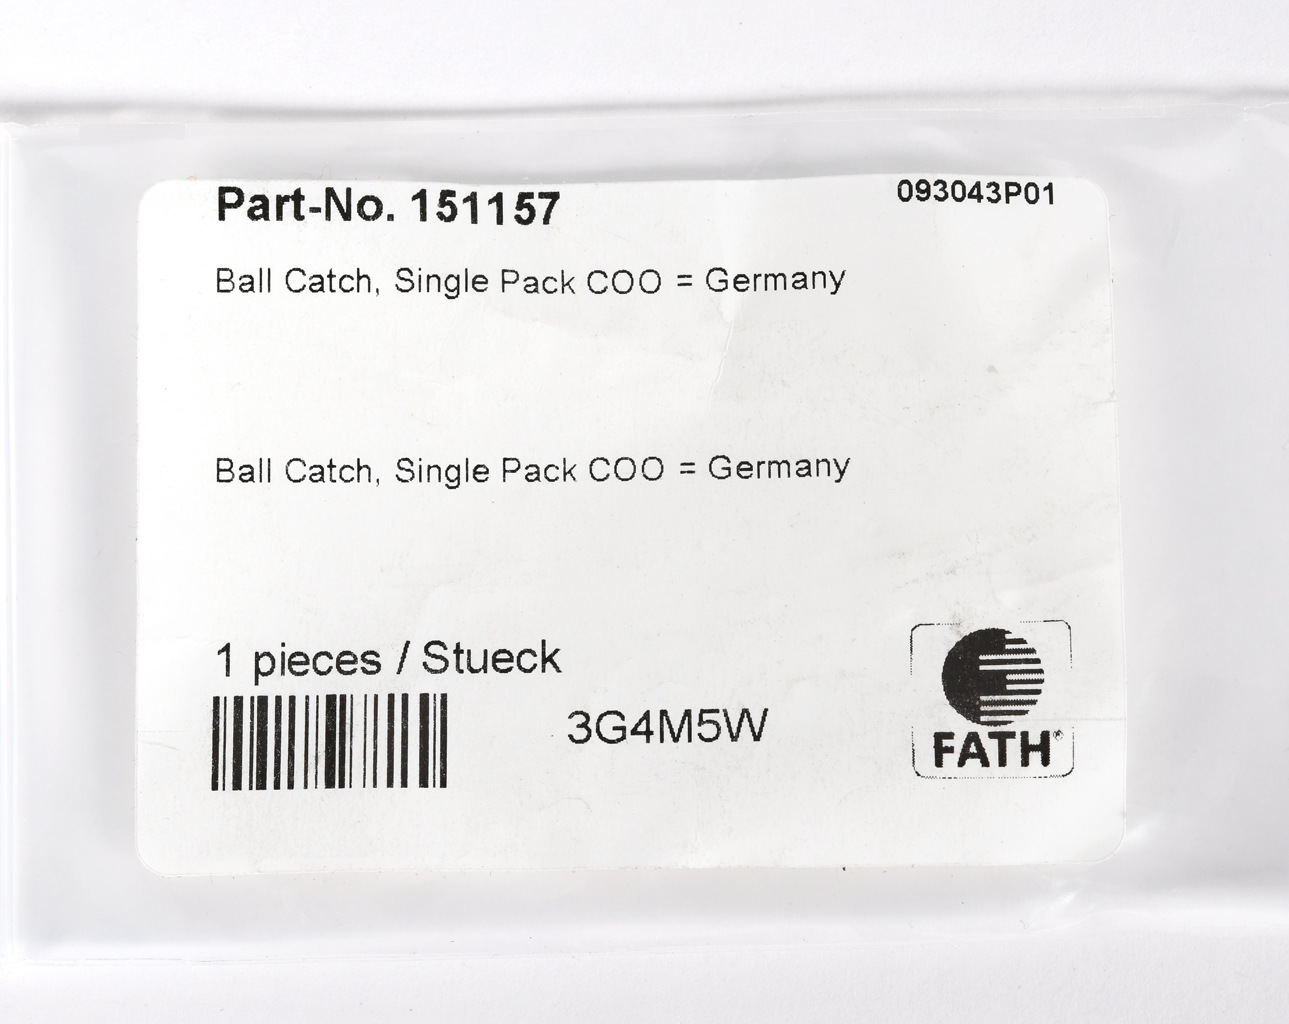 Part-No. 151157
093043P01
Ball Catch, Single Pack COO = Germany
Ball Catch, Single Pack COO = Germany
1 pieces / Stueck
3G4M5W
FATH®